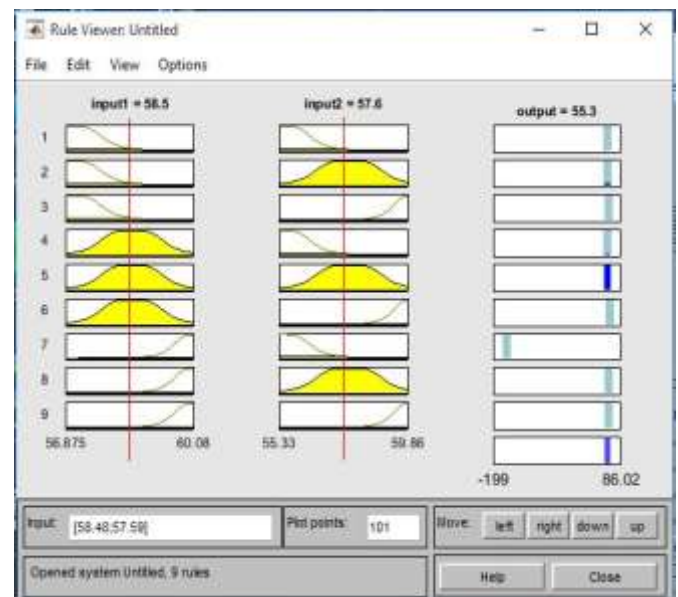 Rule Viewer: Untitled
File Edit View Options
input1 = 58.5 input2 = 57.6 output = 55.3
1
2
3
4
5
6
7
8
9
56.875 60.08 55.33 59.86
-199 86.02
Input: [58.48;57.59] Plot points: 101 Move: left right down up
Opened system Untitled, 9 rules Help Close